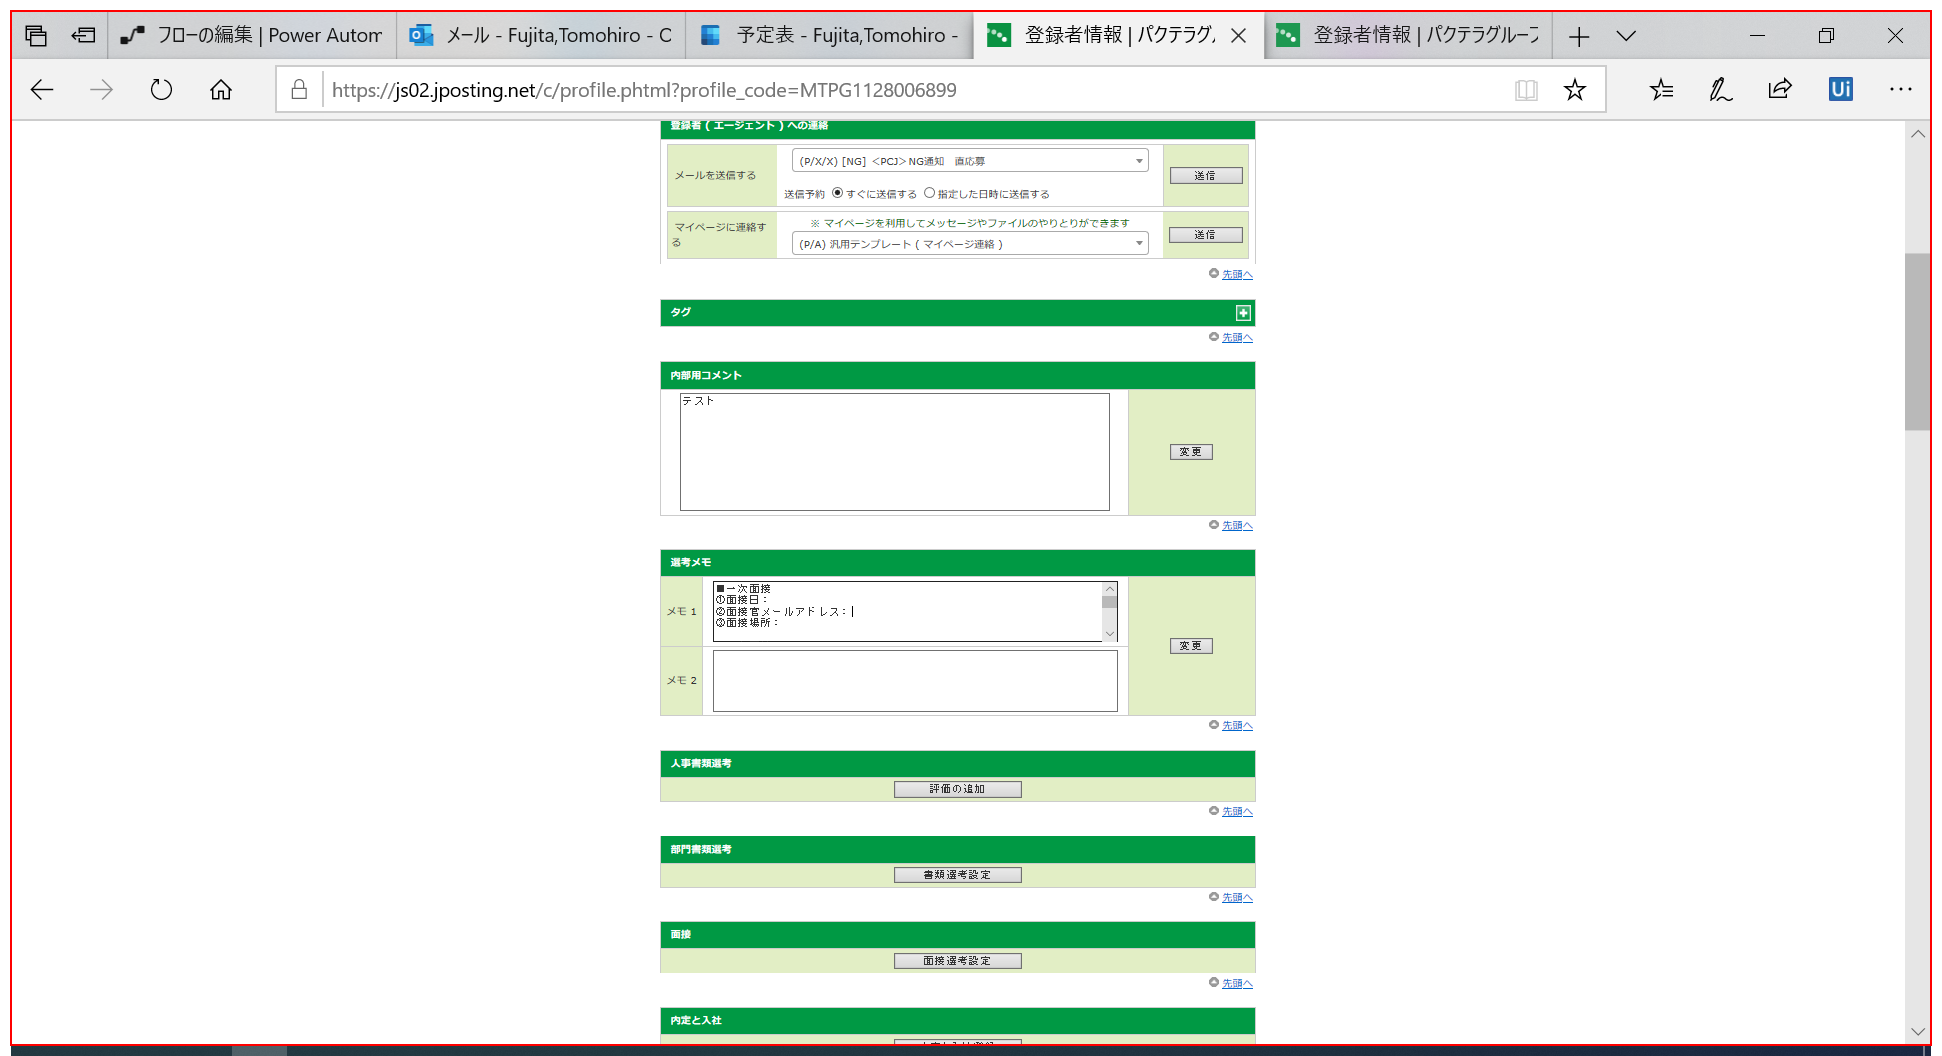 フローの編集 | Power Autom
メール - Fujita,Tomohiro - C
予定表 - Fujita,Tomohiro -
登録者情報 | パクテラグル
登録者情報 | パクテラグループ
https://js02.jposting.net/c/profile.phtml?profile_code=MTPG1128006899
Ui
登録者 ( エージェント ) への連絡
メールを送信する
(P/X/X) [NG] <PCJ>NG通知 直応募
送信予約 すぐに送信する 指定した日時に送信する
送信
マイページに連絡する
※ マイページを利用してメッセージやファイルのやりとりができます
(P/A) 汎用テンプレート ( マイページ連絡 )
送信
先頭へ
タグ
先頭へ
内部用コメント
テスト
変更
先頭へ
選考メモ
メモ 1
■一次面接
①面接日：
②面接官メールアドレス：
③面接場所：
変更
メモ 2
先頭へ
人事書類選考
評価の追加
先頭へ
部門書類選考
書類選考設定
先頭へ
面接
面接選考設定
先頭へ
内定と入社